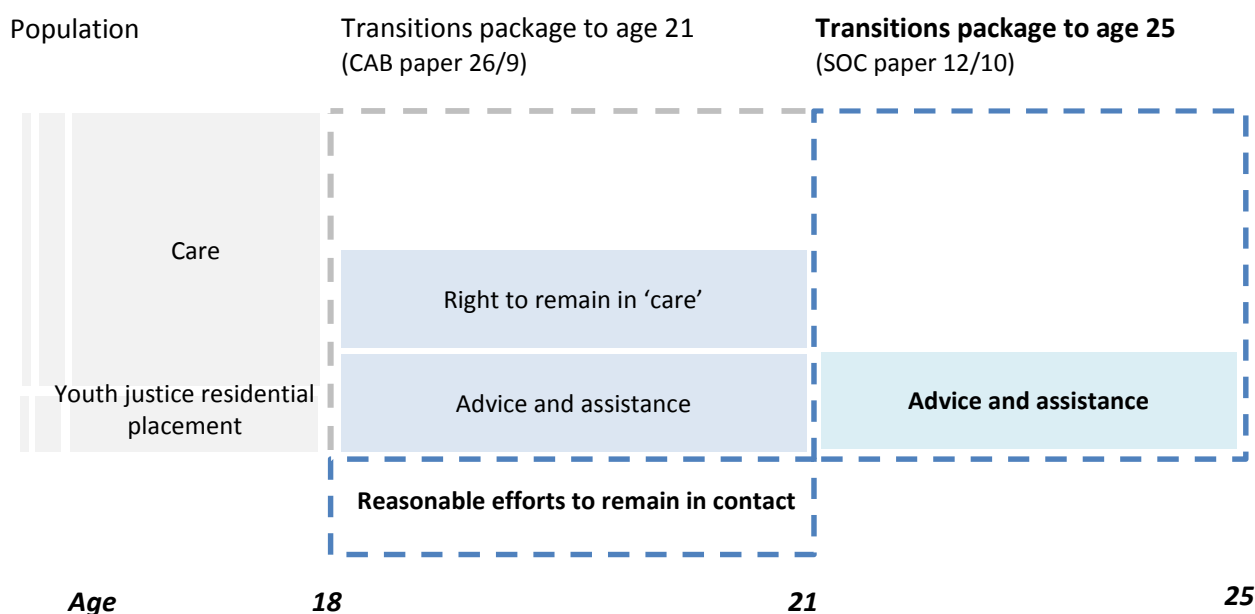 Population
Transitions package to age 21
(CAB paper 26/9)
Transitions package to age 25
(SOC paper 12/10)
Care
Right to remain in ‘care’
Youth justice residential
placement
Advice and assistance
Advice and assistance
Reasonable efforts to remain in contact
Age 18 21 25